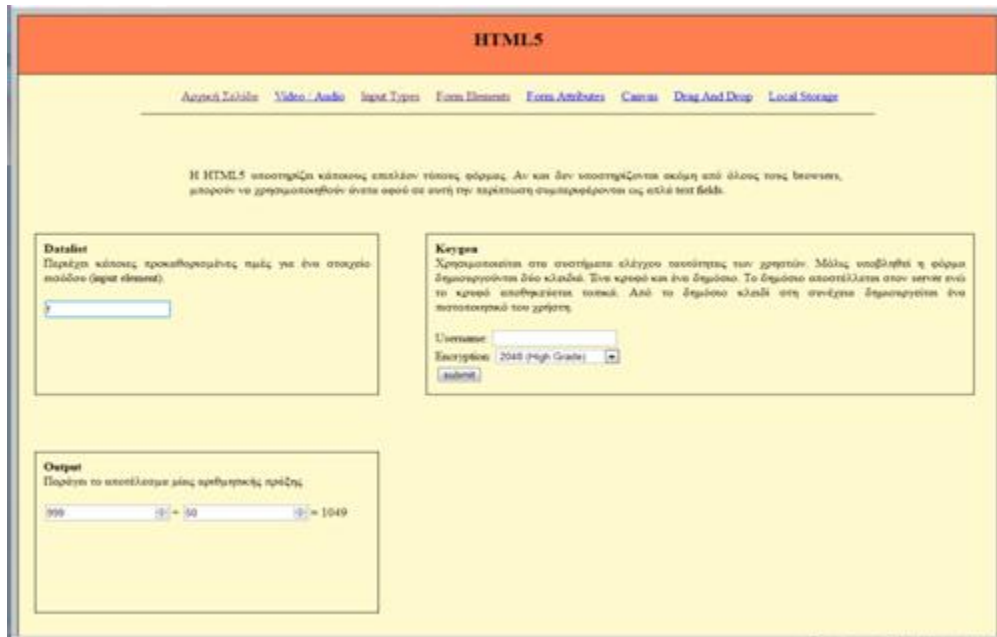 HTML5
Αρχική Σελίδα Video / Audio Input Types Form Elements Form Attributes Canvas Drag And Drop Local Storage
Η HTML5 υποστηρίζει κάποιους επιπλέον τύπους φόρμας. Αν και δεν υποστηρίζονται ακόμη από όλους τους browsers,
μπορούν να χρησιμοποιηθούν άνετα αφού σε αυτή την περίπτωση συμπεριφέρονται ως απλά text fields.
Datalist
Περιέχει κάποιες προκαθορισμένες τιμές για ένα στοιχείο
εισόδου (input element).
Keygen
Χρησιμοποιείται στα συστήματα ελέγχου ταυτότητας των χρηστών. Μόλις υποβληθεί η φόρμα
δημιουργούνται δύο κλειδιά. Ένα κρυφό και ένα δημόσιο. Το δημόσιο αποστέλλεται στον server ενώ
το κρυφό αποθηκεύεται τοπικά. Από το δημόσιο κλειδί στη συνέχεια δημιουργείται ένα
πιστοποιητικό του χρήστη.
Username
Encryption 2048 (High Grade)
submit
Output
Παράγει το αποτέλεσμα μίας αριθμητικής πράξης
999 + 50 = 1049